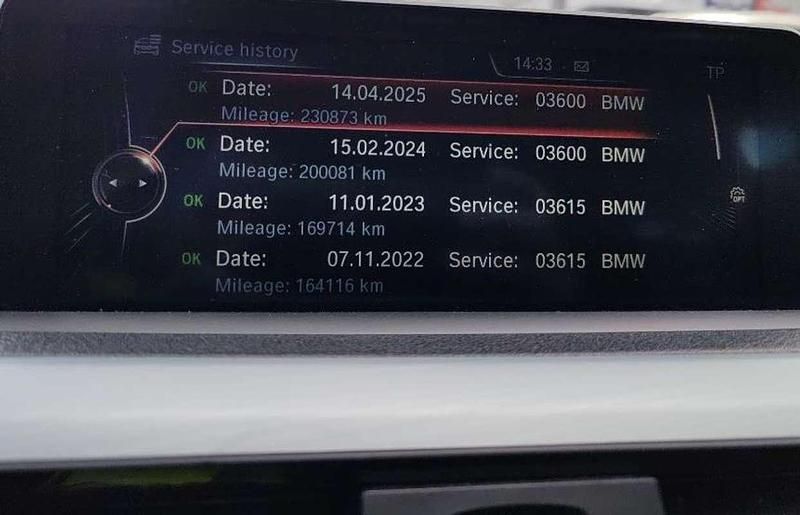 Service history
14:33
TP
OK Date: 14.04.2025 Service: 03600 BMW
Mileage: 230873 km
OK Date: 15.02.2024 Service: 03600 BMW
Mileage: 200081 km
OK Date: 11.01.2023 Service: 03615 BMW
Mileage: 169714 km
OPT
OK Date: 07.11.2022 Service: 03615 BMW
Mileage: 164116 km